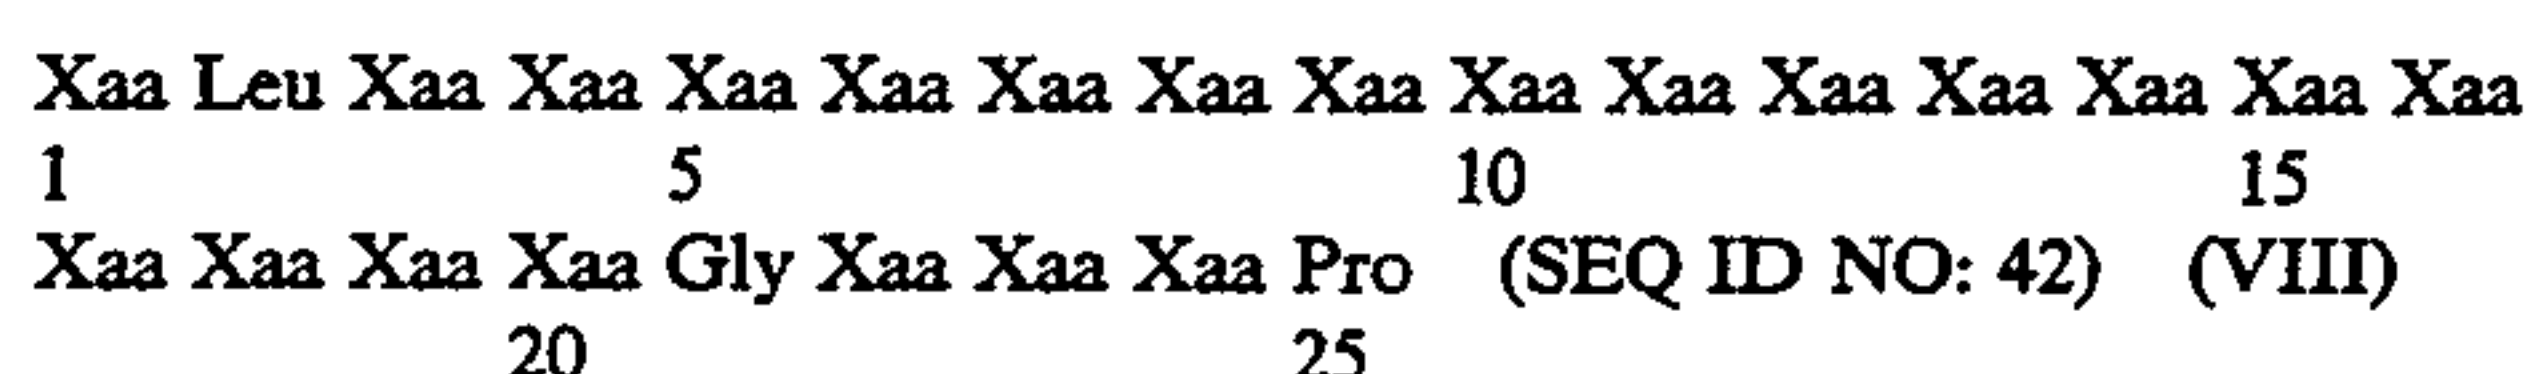 Xaa Leu Xaa Xaa Xaa Xaa Xaa Xaa Xaa Xaa Xaa Xaa Xaa Xaa Xaa Xaa
1 5 10 15
Xaa Xaa Xaa Xaa Gly Xaa Xaa Xaa Pro (SEQ ID NO: 42) (VIII)
20 25